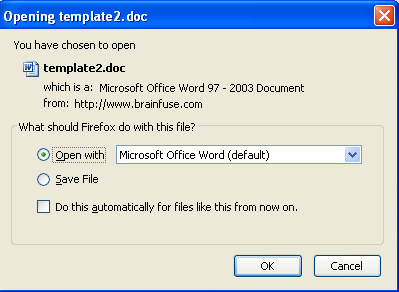 Opening template2.doc
You have chosen to open
template2.doc
which is a: Microsoft Office Word 97 - 2003 Document
from: http://www.brainfuse.com
What should Firefox do with this file?
Open with Microsoft Office Word (default)
Save File
Do this automatically for files like this from now on.
OK Cancel